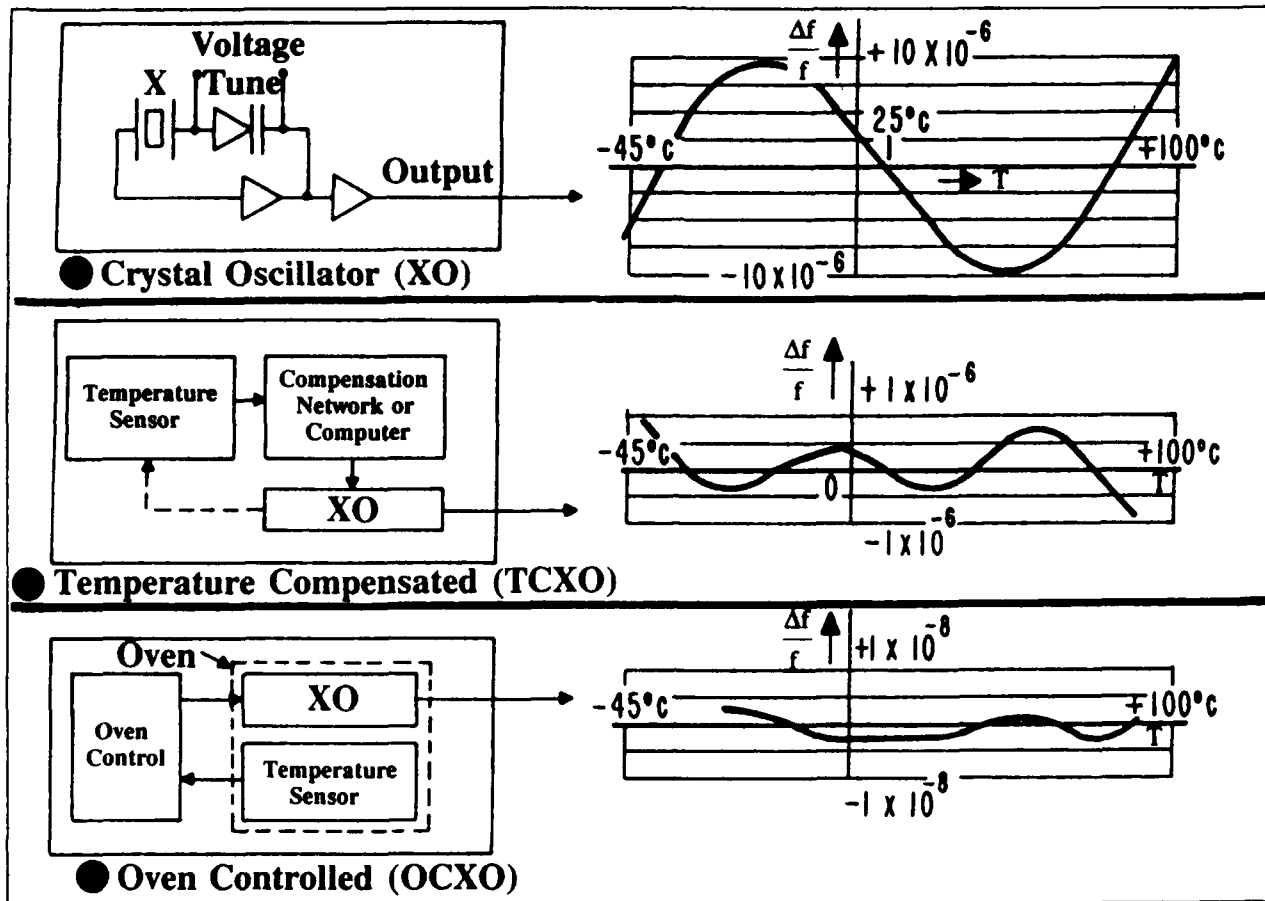 Voltage
Tune
X
Output
● Crystal Oscillator (XO)
Δf
f
+10 x 10⁻⁶
25°c
1
-45°c
+100°c
T
-10 x 10⁻⁶
Temperature
Sensor
Compensation
Network or
Computer
XO
● Temperature Compensated (TCXO)
Δf
f
+1 x 10⁻⁶
-45°c
+100°c
0
T
-1 x 10⁻⁶
Oven
Oven
Control
XO
Temperature
Sensor
● Oven Controlled (OCXO)
Δf
f
+1 x 10⁻⁸
-45°c
+100°c
T
-1 x 10⁻⁸